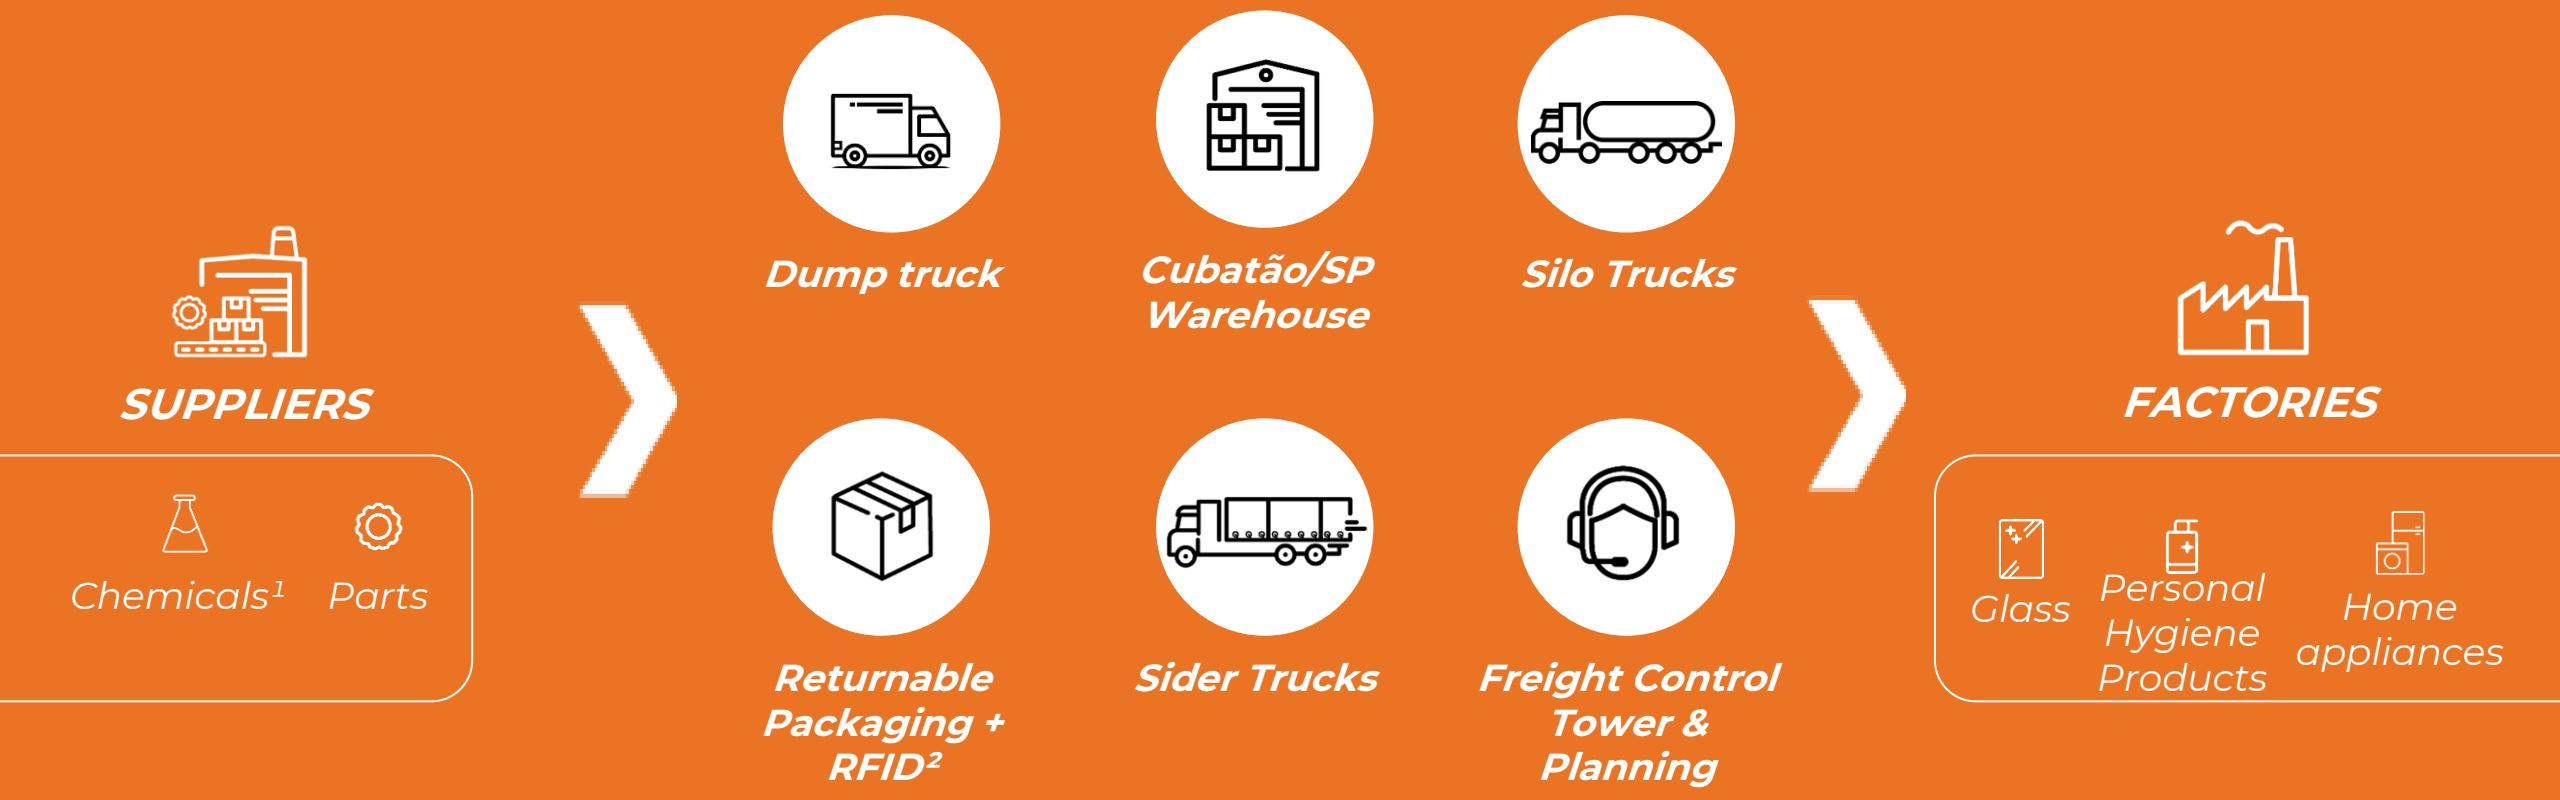 SUPPLIERS
Chemicals¹
Parts
Dump truck
Cubatão/SP
Warehouse
Silo Trucks
Returnable
Packaging +
RFID²
Sider Trucks
Freight Control
Tower &
Planning
FACTORIES
Glass
Personal
Hygiene
Products
Home
appliances